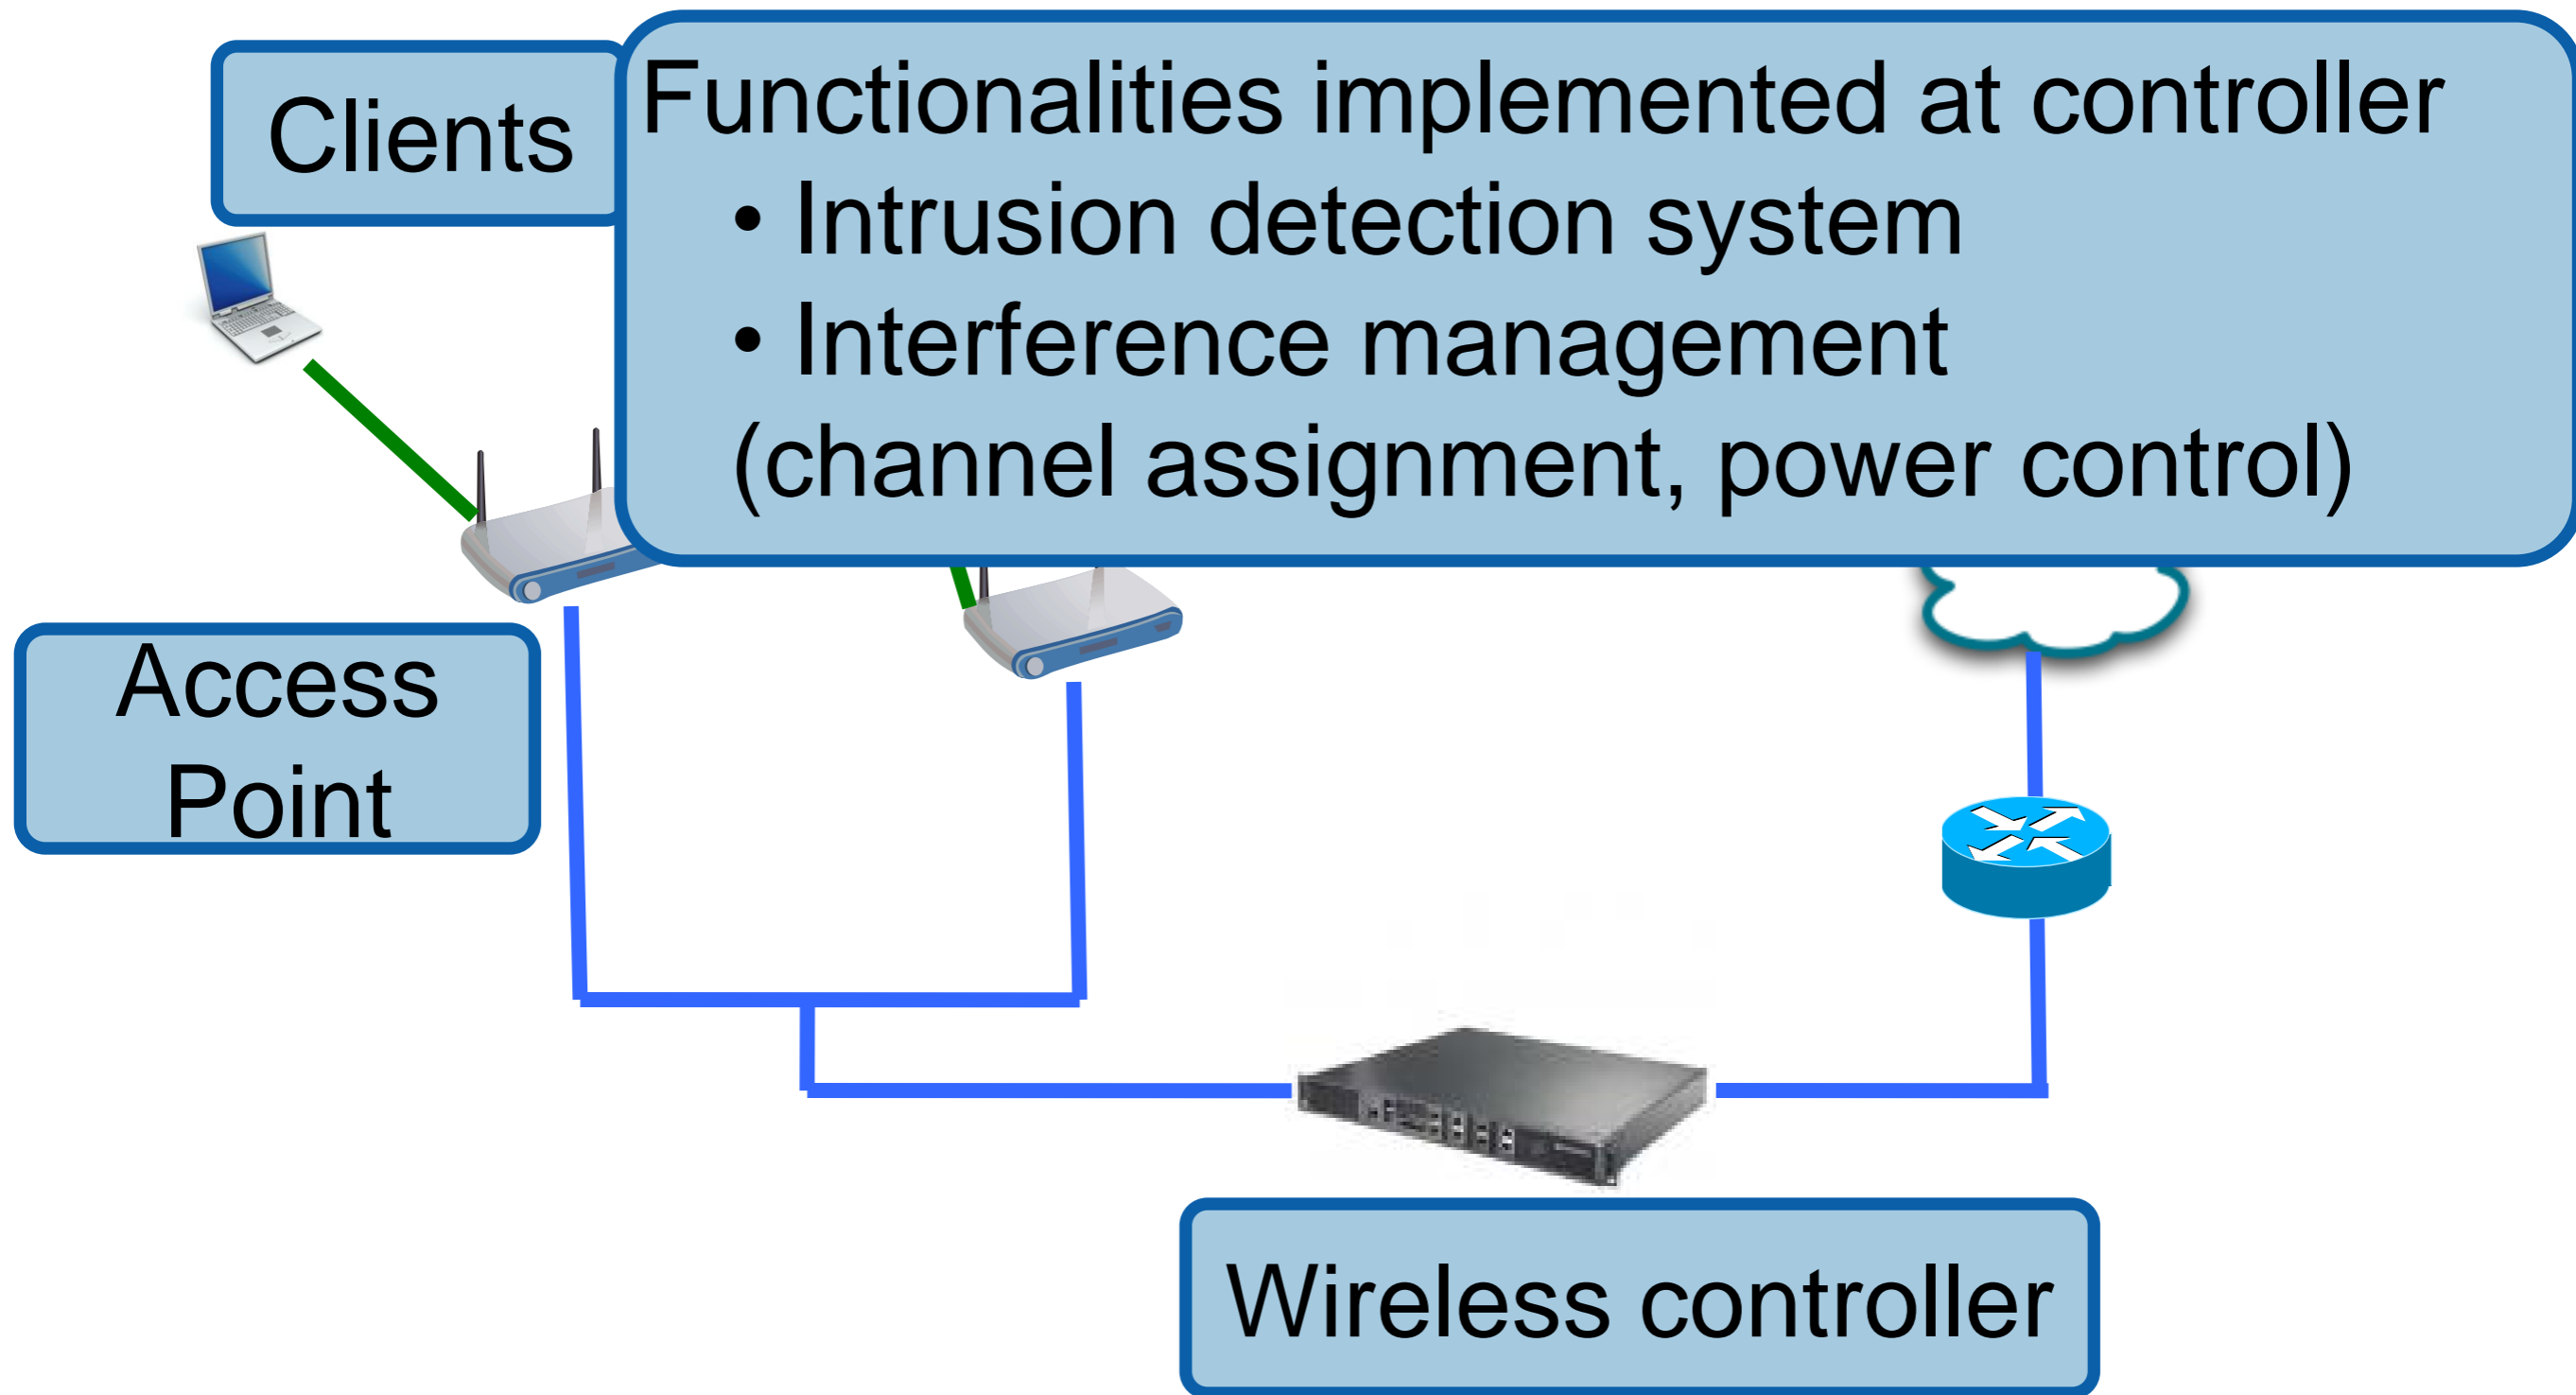 Clients
Functionalities implemented at controller
• Intrusion detection system
• Interference management
(channel assignment, power control)
Access
Point
Wireless controller